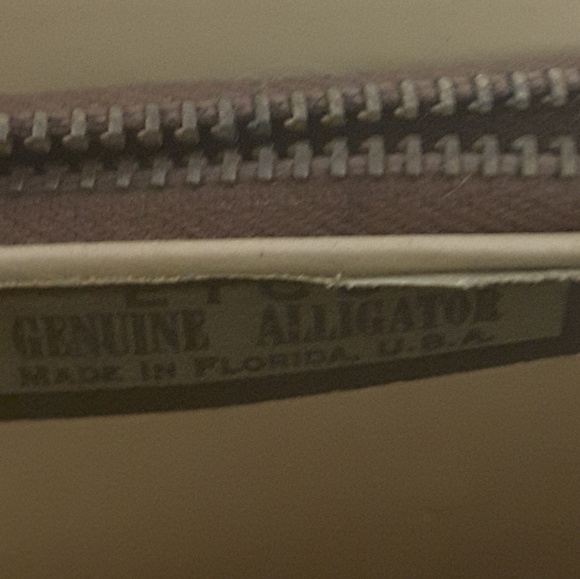 GENUINE ALLIGATOR
MADE IN FLORIDA, U.S.A.